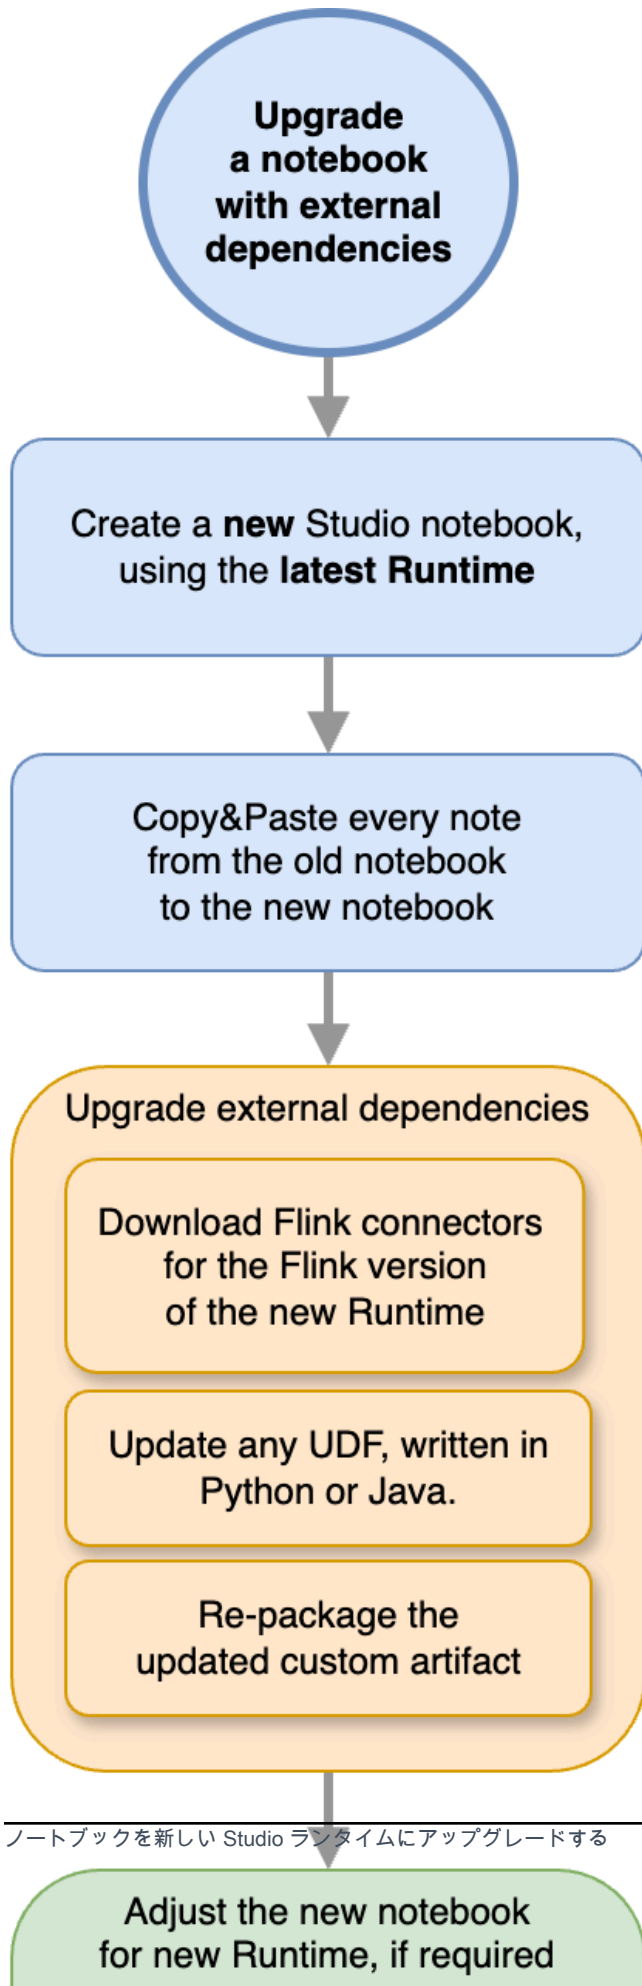 Upgrade
a notebook
with external
dependencies
Create a new Studio notebook,
using the latest Runtime
Copy&Paste every note
from the old notebook
to the new notebook
Upgrade external dependencies
Download Flink connectors
for the Flink version
of the new Runtime
Update any UDF, written in
Python or Java.
Re-package the
updated custom artifact
ノートブックを新しい Studio ランタイムにアップグレードする
Adjust the new notebook
for new Runtime, if required